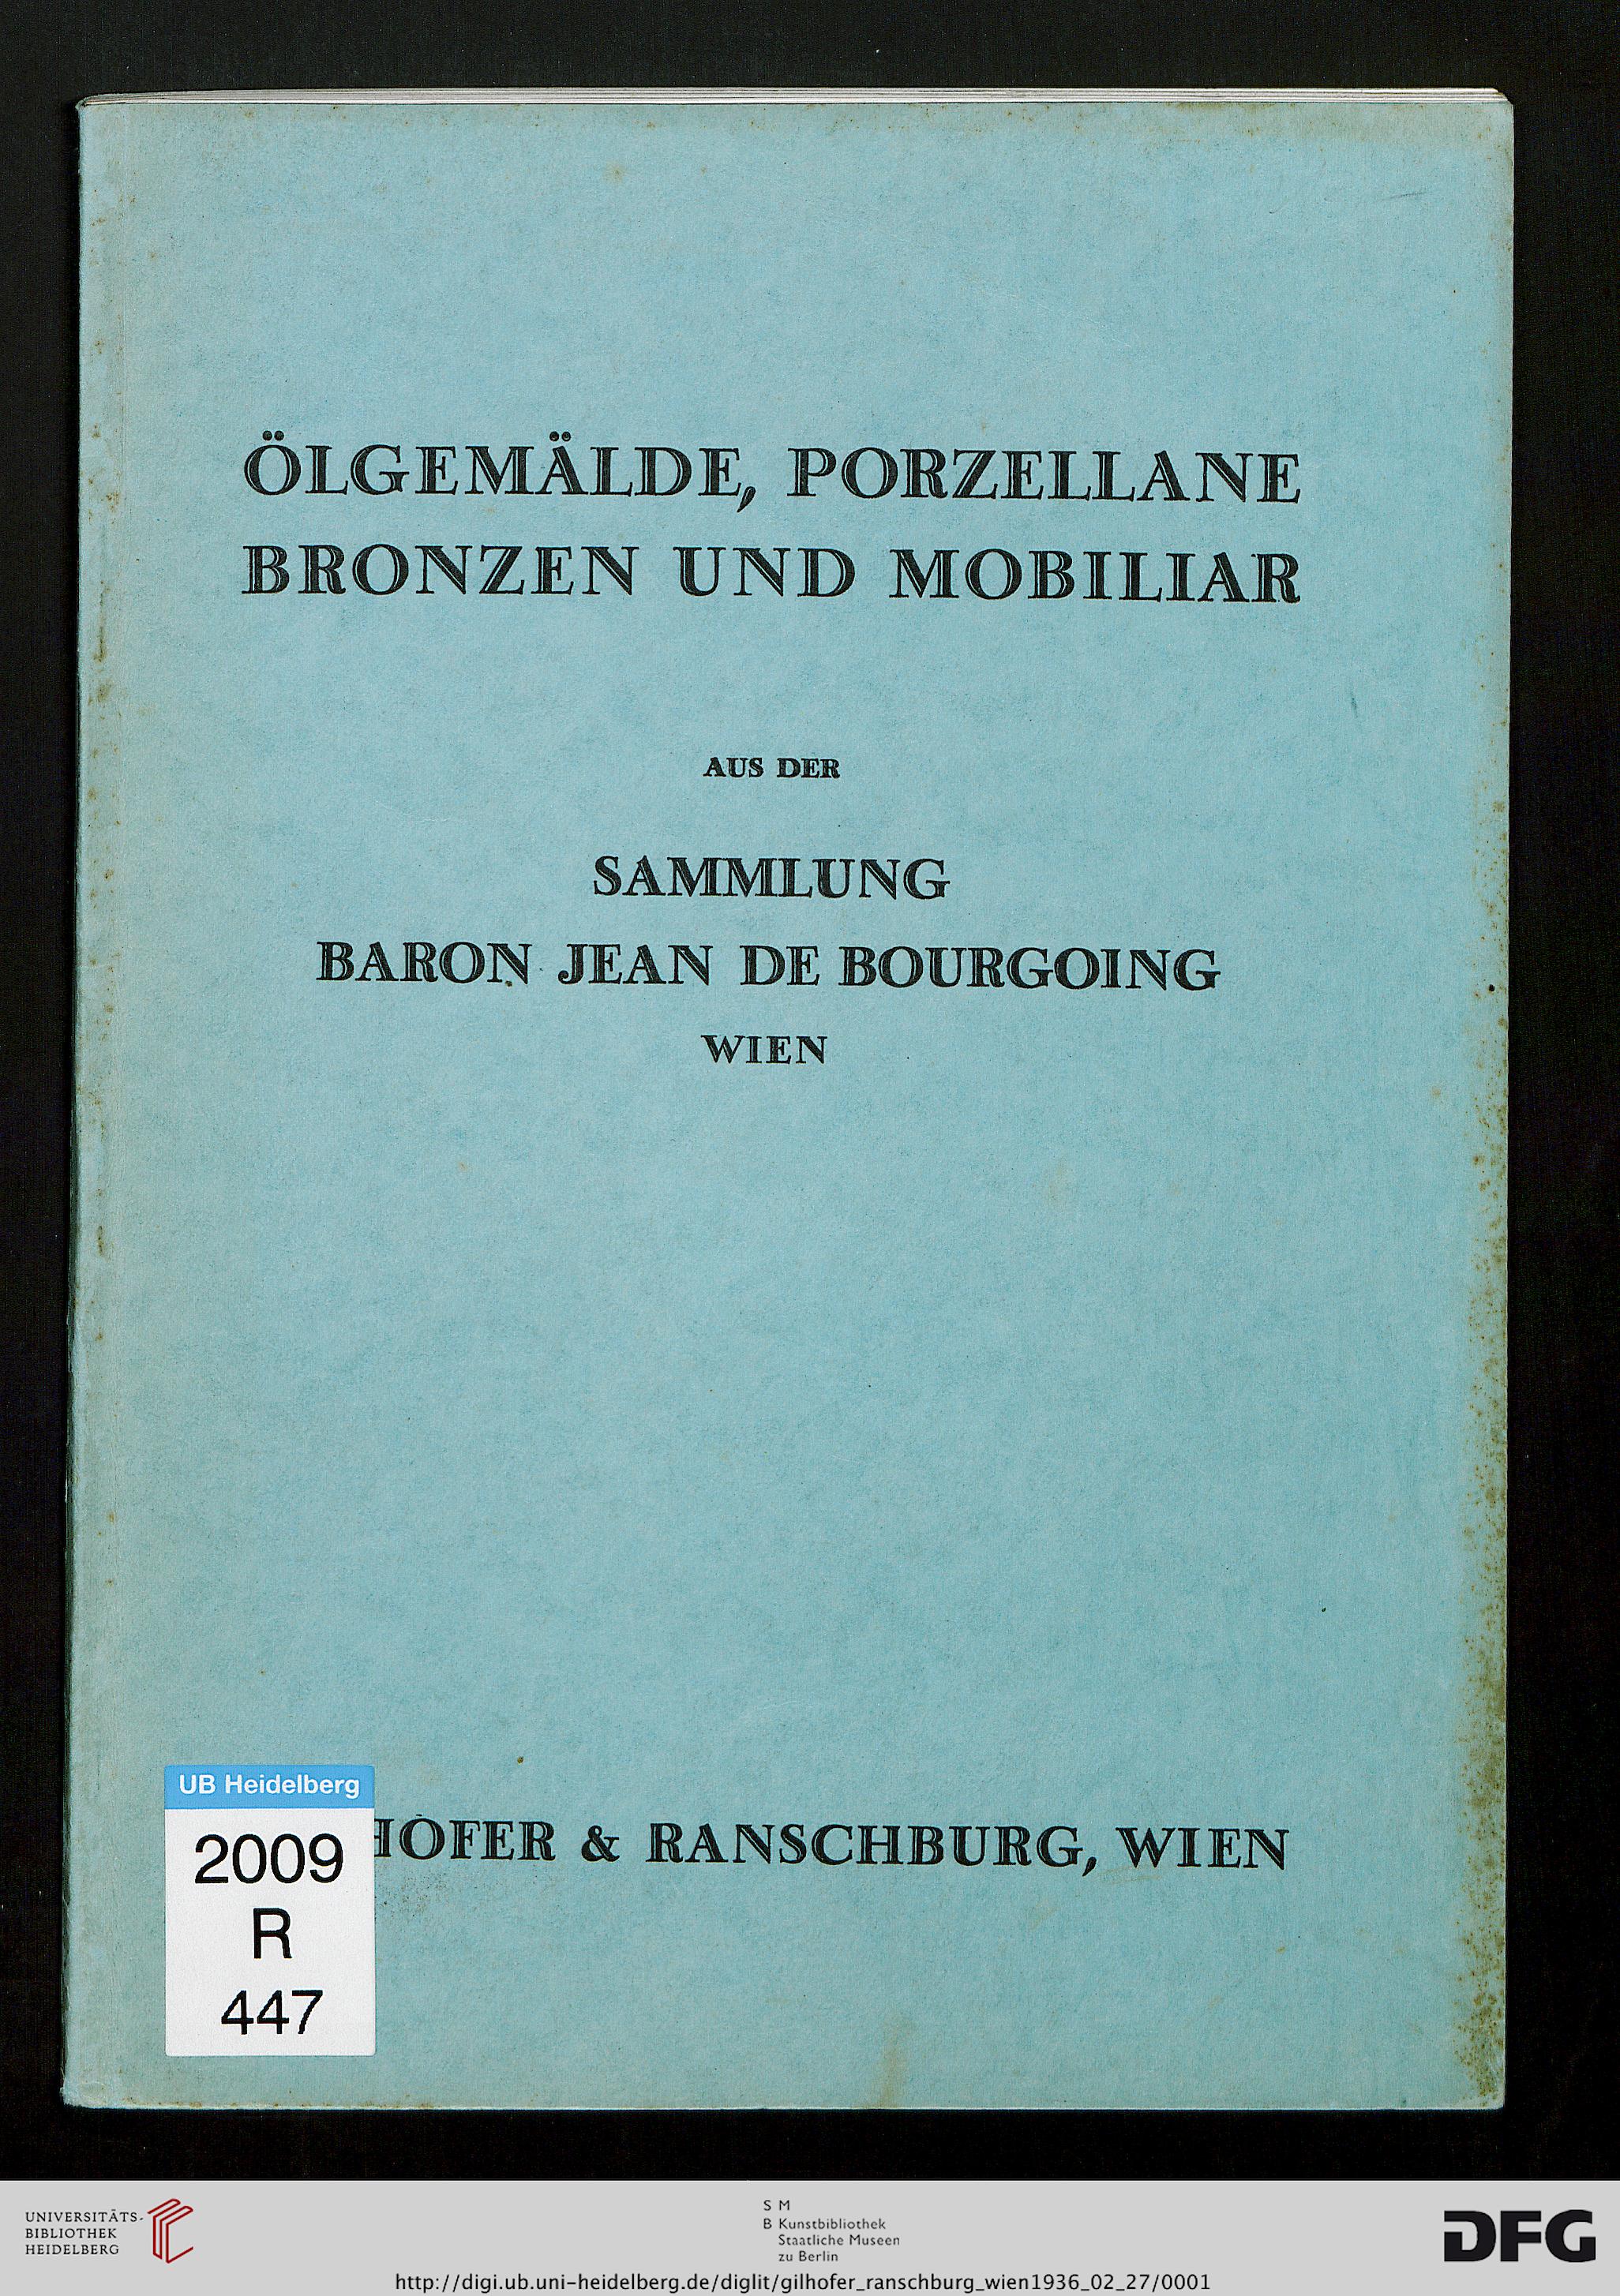 ÖLGEMÄLDE, PORZELLANE
BRONZEN UND MOBILIAR
AUS DER
SAMMLUNG
BARON JEAN DE BOURGOING
WIEN
UB Heidelberg
2009
R
447
HOFER & RANSCHBURG, WIEN
UNIVERSITÄTS-
BIBLIOTHEK
HEIDELBERG
S M
B Kunstbibliothek
Staatliche Museen
zu Berlin
DFG
http://digi.ub.uni-heidelberg.de/diglit/gilhofer_ranschburg_wien1936_02_27/0001